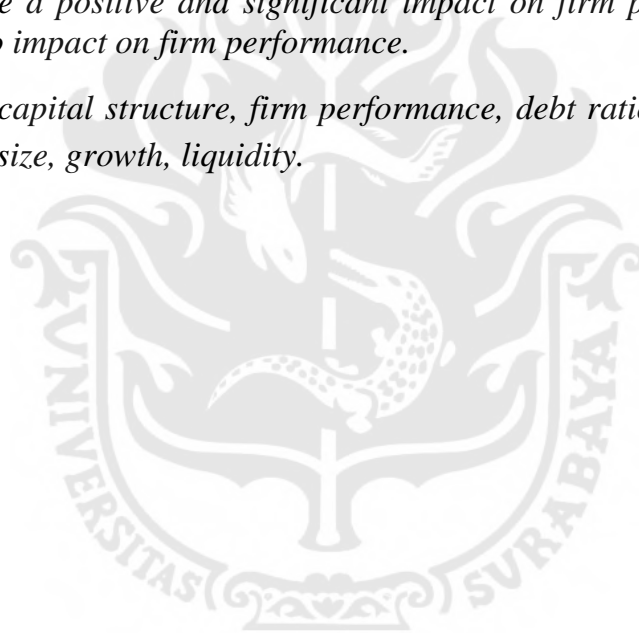 e a positive and significant impact on firm p
o impact on firm performance.
capital structure, firm performance, debt ratio
size, growth, liquidity.
UNIVERSITAS SURABAYA